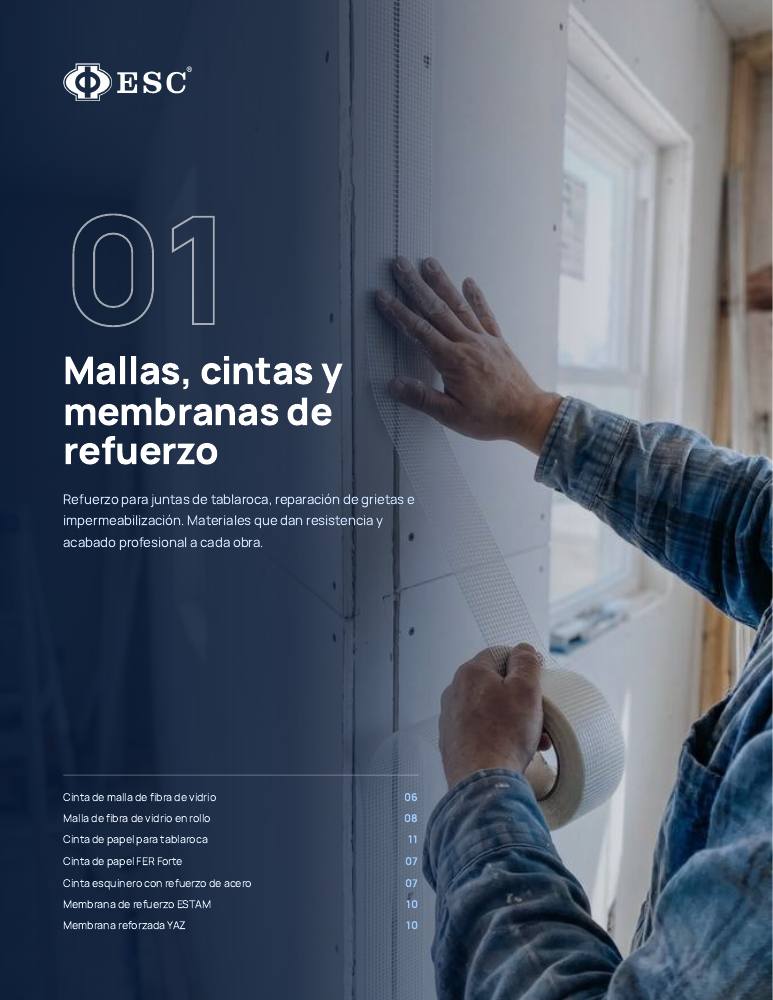 ESC®
01
Mallas, cintas y
membranas de
refuerzo
Refuerzo para juntas de tablaroca, reparación de grietas e
impermeabilización. Materiales que dan resistencia y
acabado profesional a cada obra.
Cinta de malla de fibra de vidrio 06
Malla de fibra de vidrio en rollo 08
Cinta de papel para tablaroca 11
Cinta de papel FER Forte 07
Cinta esquinero con refuerzo de acero 07
Membrana de refuerzo ESTAM 10
Membrana reforzada YAZ 10